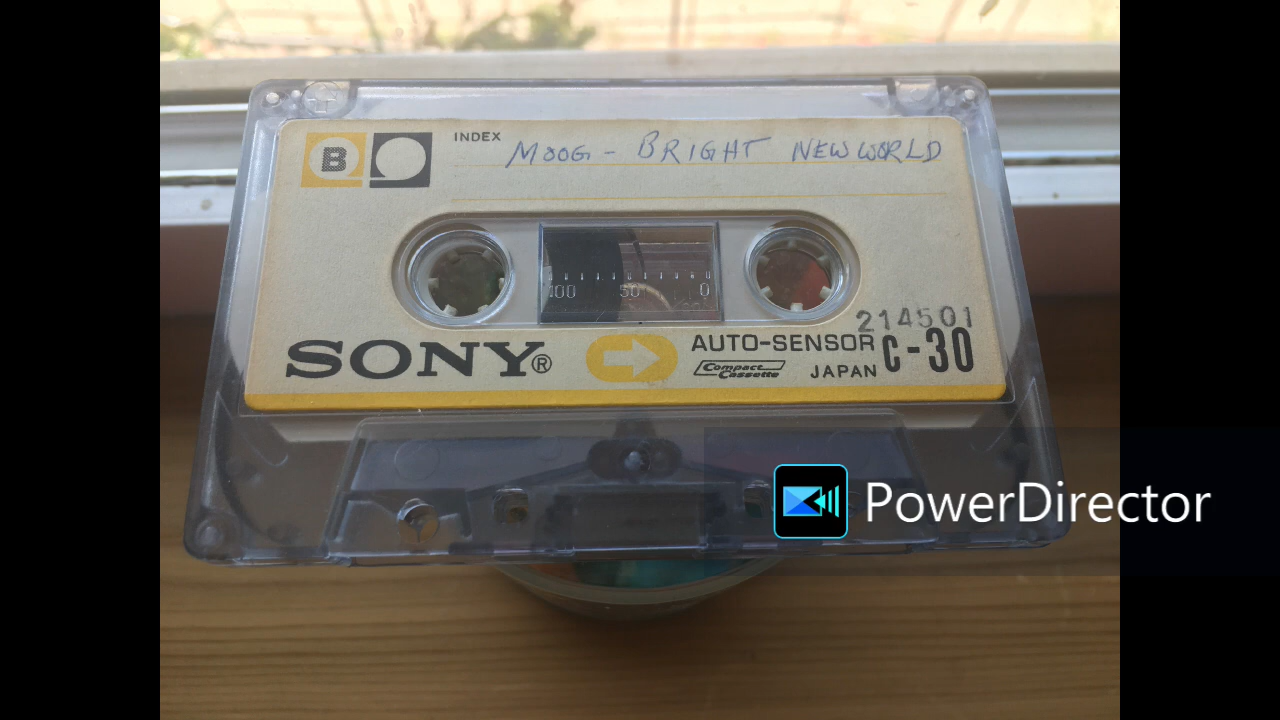 B
INDEX
MOOG - BRIGHT NEW WORLD
100 50 0
214501
SONY®
AUTO-SENSOR C-30
Compact Cassette
JAPAN
PowerDirector